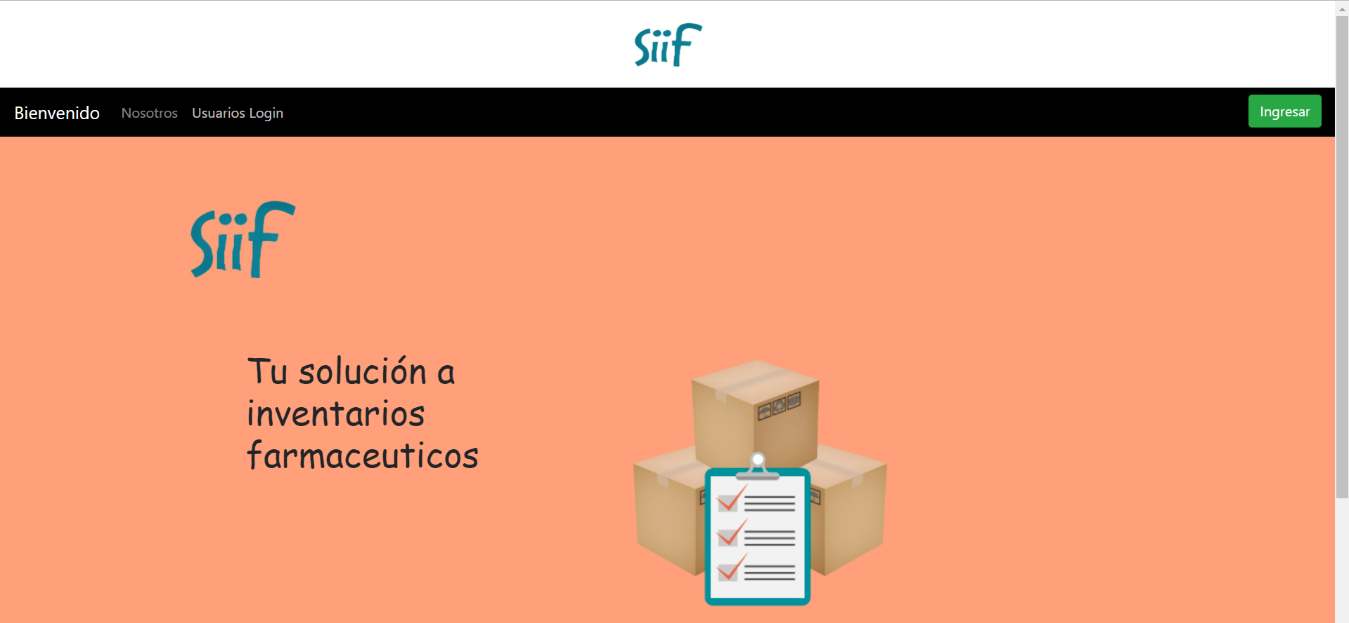 Siif
Bienvenido Nosotros Usuarios Login Ingresar
Siif
Tu solución a
inventarios
farmaceuticos